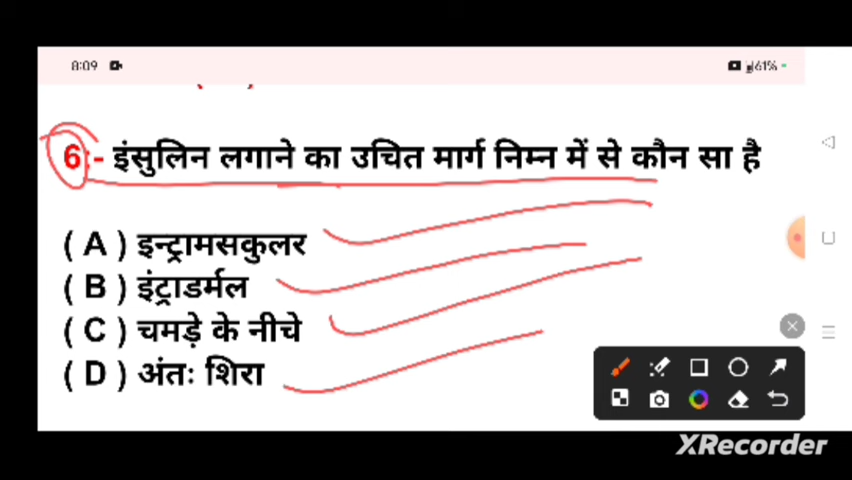 8:09
61%
6:- इंसुलिन लगाने का उचित मार्ग निम्न में से कौन सा है
( A ) इन्ट्रामसकुलर
( B ) इंट्राडर्मल
( C ) चमड़े के नीचे
( D ) अंतः शिरा
XRecorder